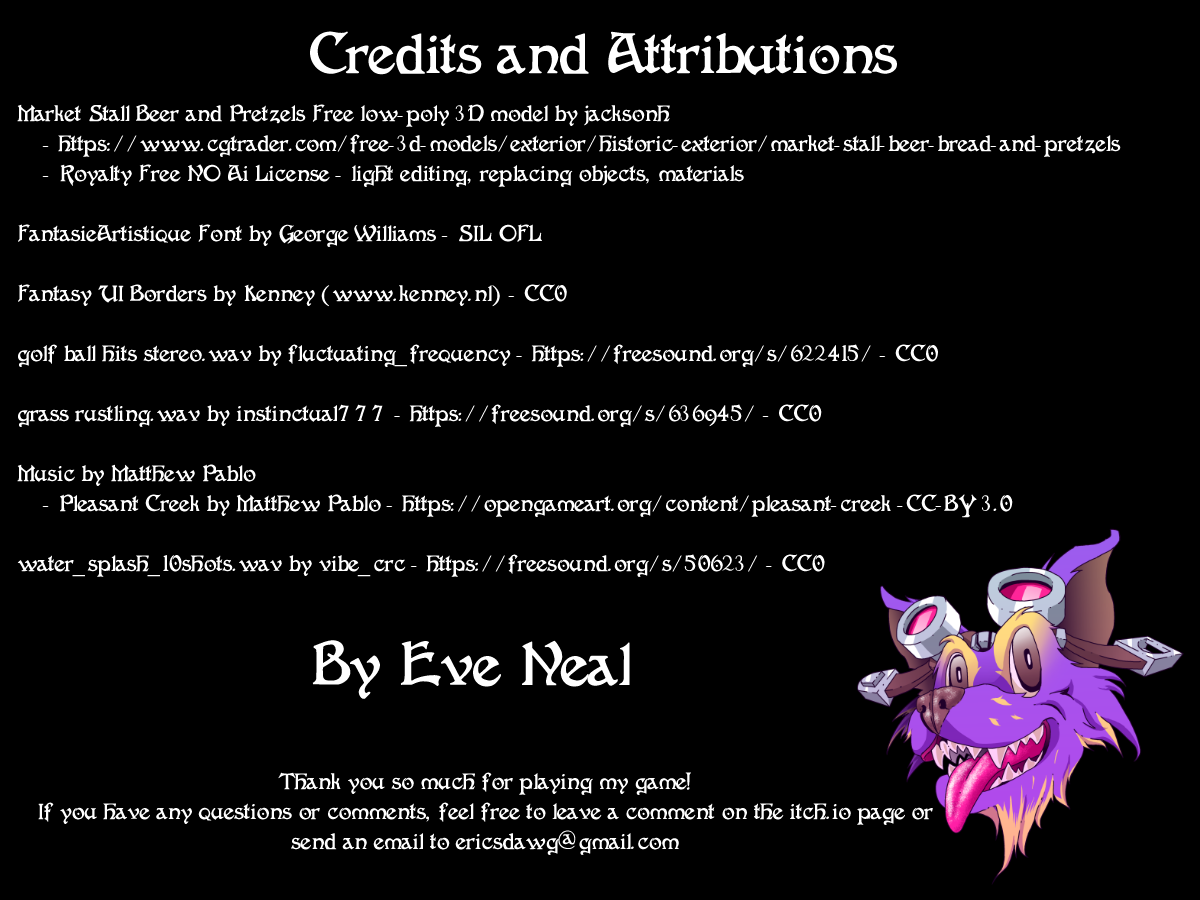 Credits and Attributions
Market Stall Beer and Pretzels Free low-poly 3D model by jacksonh
- https://www.cgtrader.com/free-3d-models/exterior/historic-exterior/market-stall-beer-bread-and-pretzels
- Royalty Free NO Ai License - light editing, replacing objects, materials
FantasieArtistique Font by George Williams - SIL OFL
Fantasy UI Borders by Kenney (www.kenney.nl) - CC0
golf ball hits stereo.wav by fluctuating_frequency - https://freesound.org/s/622415/ - CC0
grass rustling.wav by instinctual777 - https://freesound.org/s/636945/ - CC0
Music by Matthew Pablo
- Pleasant Creek by Matthew Pablo - https://opengameart.org/content/pleasant-creek -CC-BY 3.0
water_splash_10shots.wav by vibe_crc - https://freesound.org/s/50623/ - CC0
By Eve Neal
Thank you so much for playing my game!
If you have any questions or comments, feel free to leave a comment on the itch.io page or
send an email to ericsdawg@gmail.com